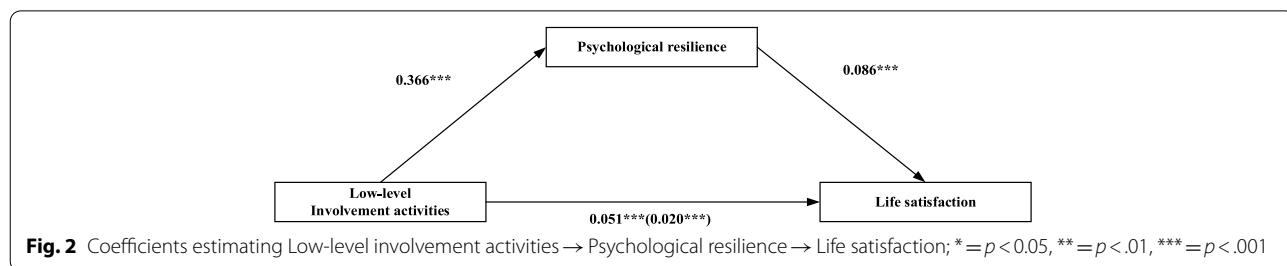 Psychological resilience
0.366***
0.086***
Low-level
Involvement activities
Life satisfaction
0.051***(0.020***)
Fig. 2 Coefficients estimating Low-level involvement activities → Psychological resilience → Life satisfaction; * = p < 0.05, ** = p < .01, *** = p < .001